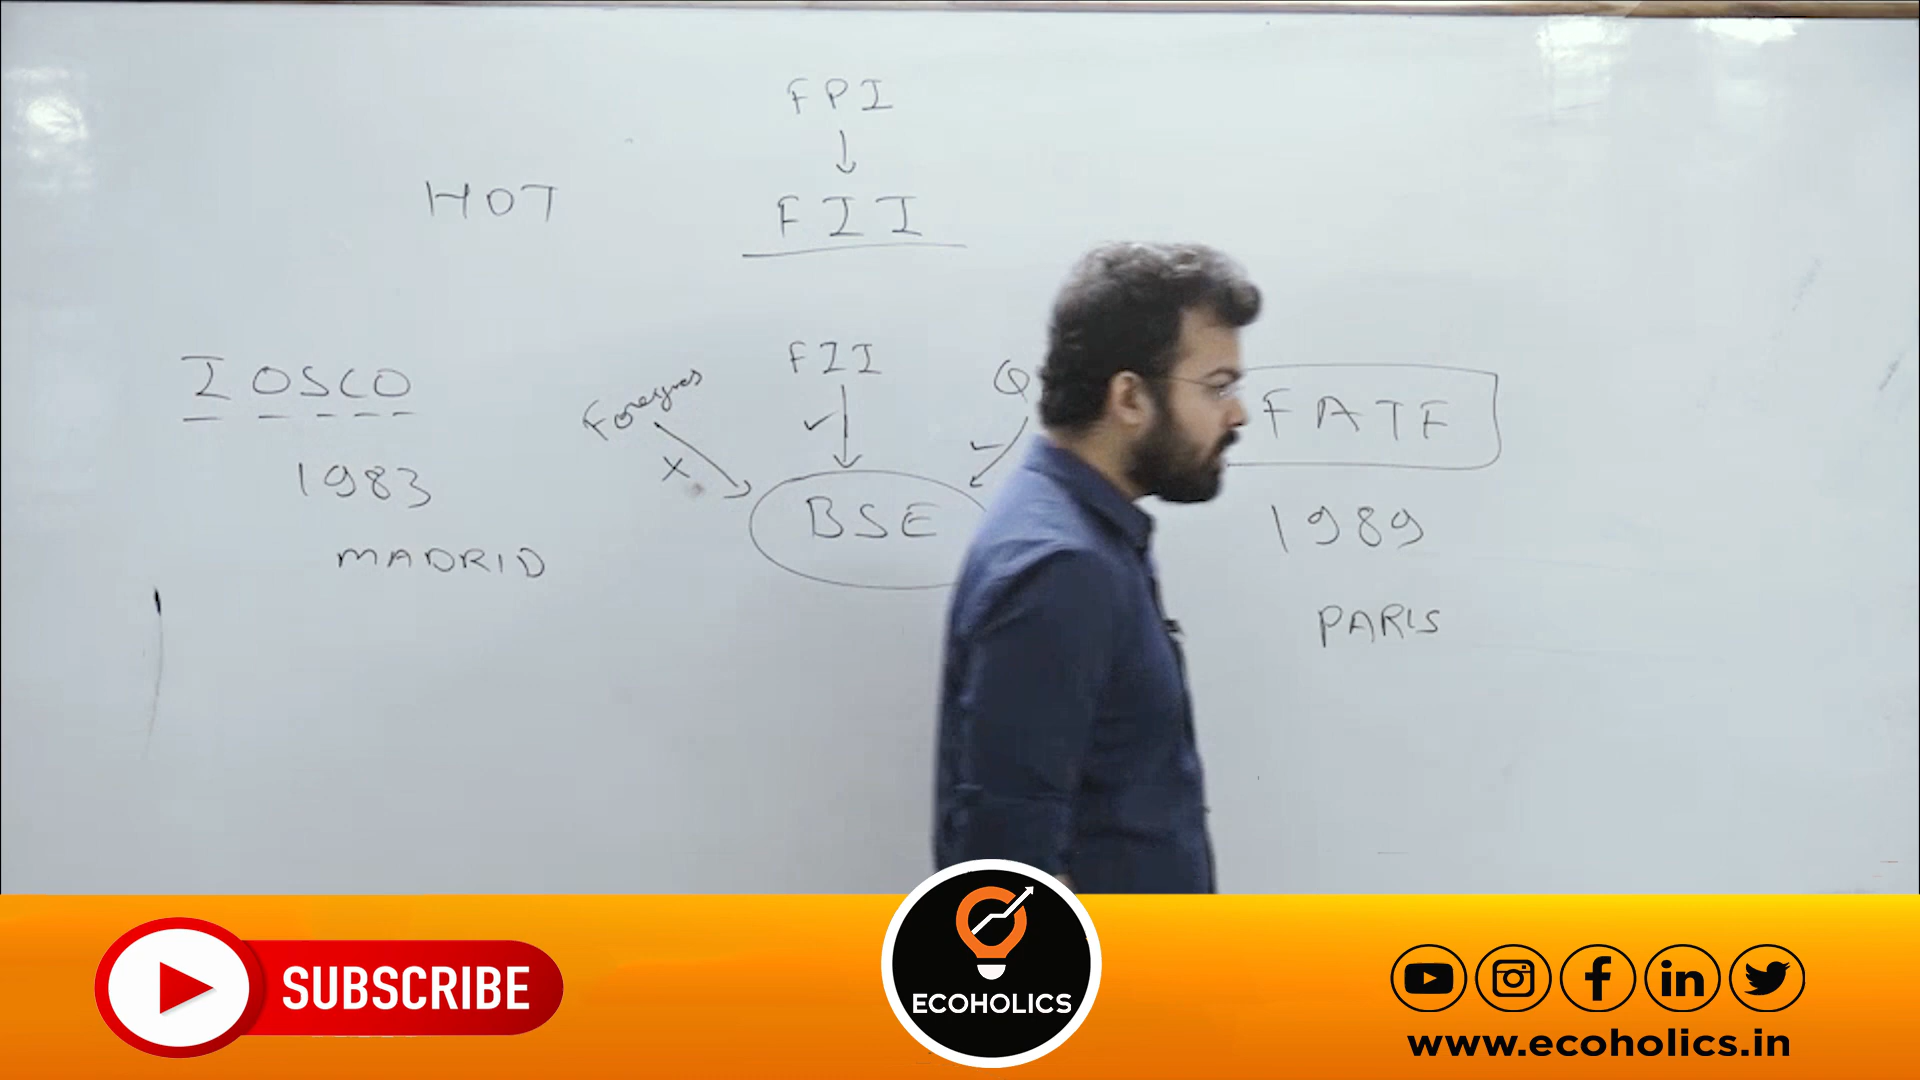 FPI
HOT
FII
IOSCO
1983
MADRID
Foreigners
FII
Q
X
BSE
FATF
1989
PARIS
SUBSCRIBE
ECOHOLICS
www.ecoholics.in